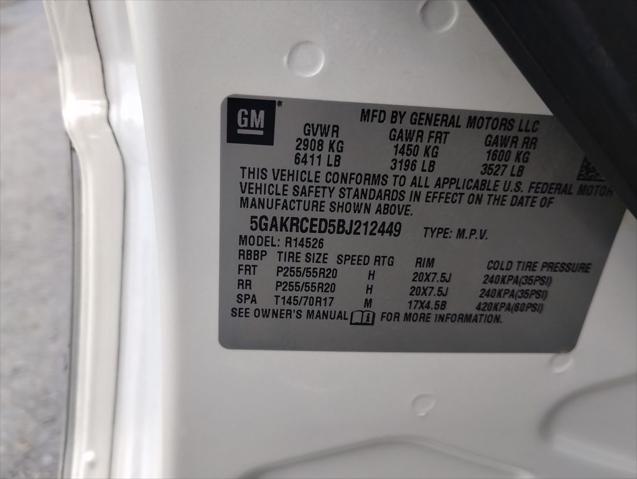 GM MFD BY GENERAL MOTORS LLC
GVWR GAWR FRT GAWR RR
2908 KG 1450 KG 1600 KG
6411 LB 3196 LB 3527 LB
THIS VEHICLE CONFORMS TO ALL APPLICABLE U.S. FEDERAL MOTOR
VEHICLE SAFETY STANDARDS IN EFFECT ON THE DATE OF
MANUFACTURE SHOWN ABOVE.
5GAKRCED5BJ212449 TYPE: M.P.V.
MODEL: R14526
RBBP TIRE SIZE SPEED RTG RIM COLD TIRE PRESSURE
FRT P255/55R20 H 20X7.5J 240KPA(35PSI)
RR P255/55R20 H 20X7.5J 240KPA(35PSI)
SPA T145/70R17 M 17X4.5B 420KPA(60PSI)
SEE OWNER'S MANUAL FOR MORE INFORMATION.